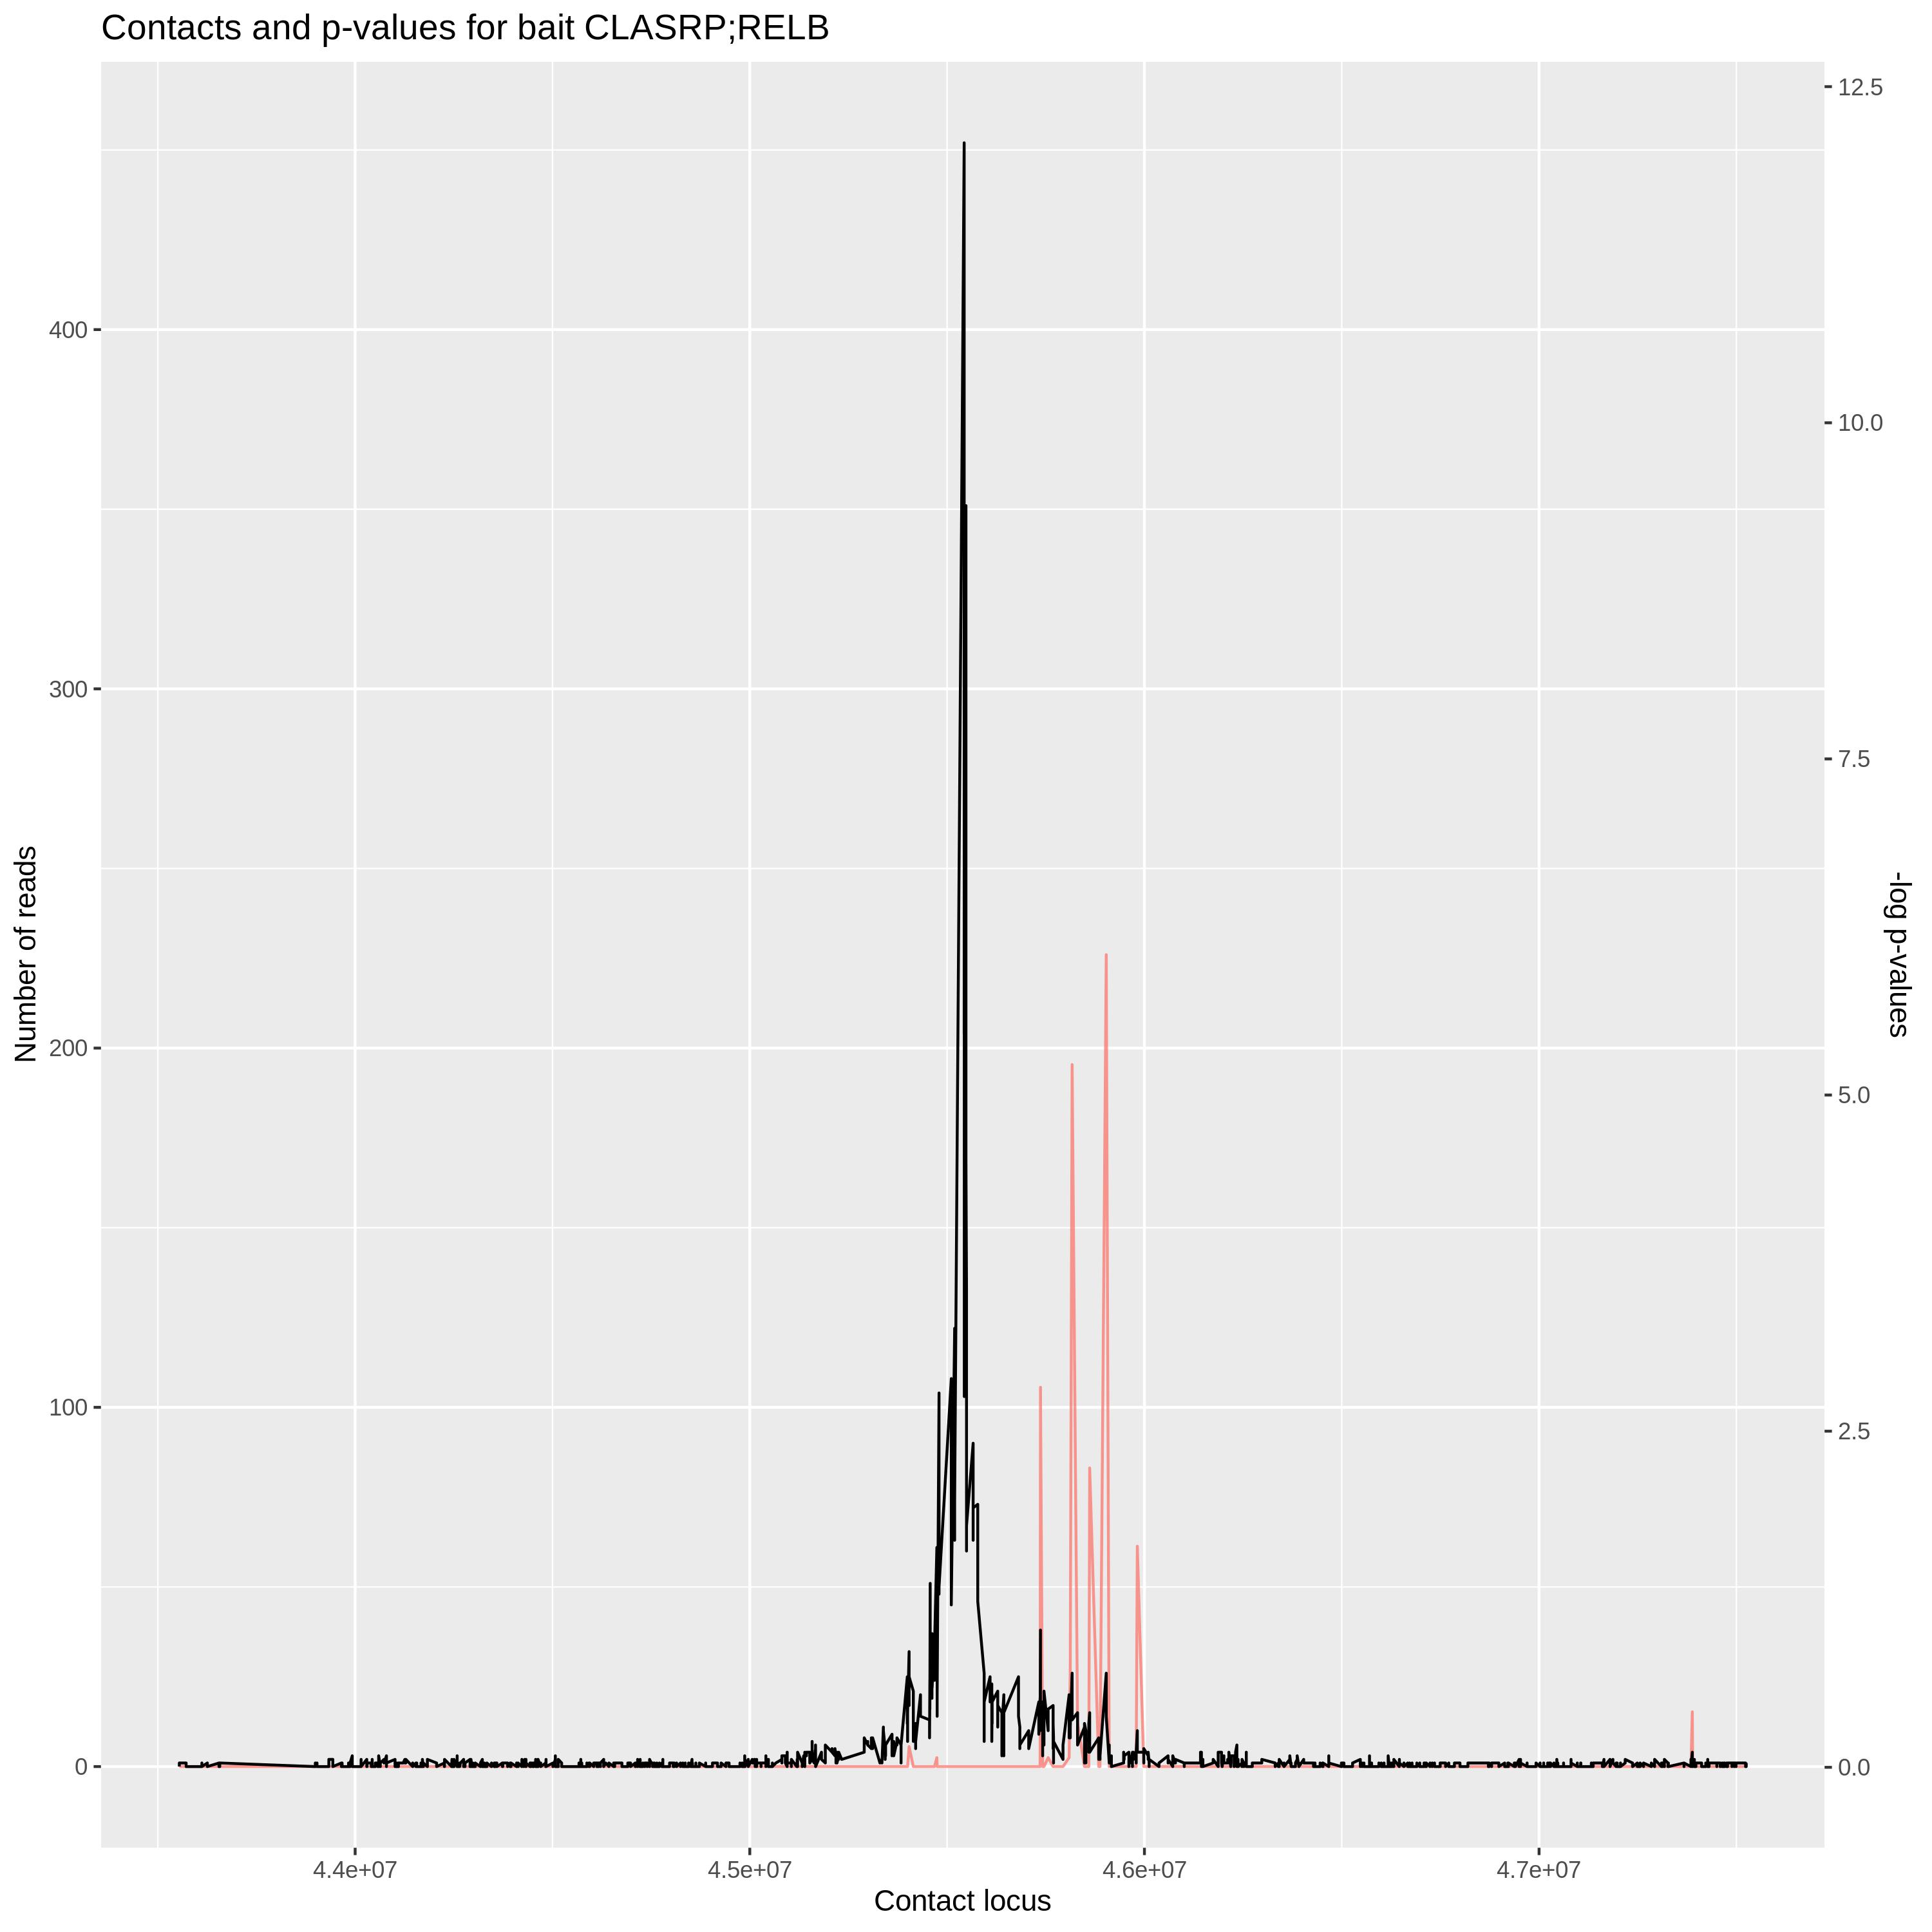 Contacts and p-values for bait CLASRP;RELB
12.5
10.0
7.5
5.0
2.5
0.0
400
300
200
100
0
Number of reads
-log p-values
4.4e+07
4.5e+07
4.6e+07
4.7e+07
Contact locus